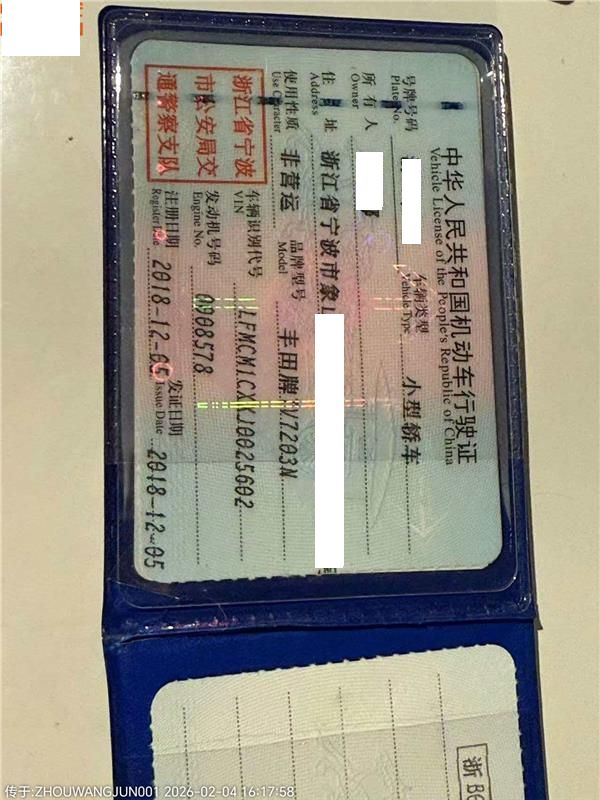 中华人民共和国机动车行驶证
Vehicle License of the People's Republic of China
号牌号码
Plate No.
车辆类型 小型轿车
Vehicle Type
所有人
Owner
住址 浙江省宁波市象
Address
使用性质 非营运
Use Character
品牌型号 丰田牌 7203N
Model
浙江省宁波
市公安局交
通警察支队
车辆识别代号
VIN
发动机号码 0908578
Engine No.
注册日期 2018-12-05
Register Date
发证日期 2018-12-05
Issue Date
浙 B6
传于:ZHOUWANGJUN001 2026-02-04 16:17:58